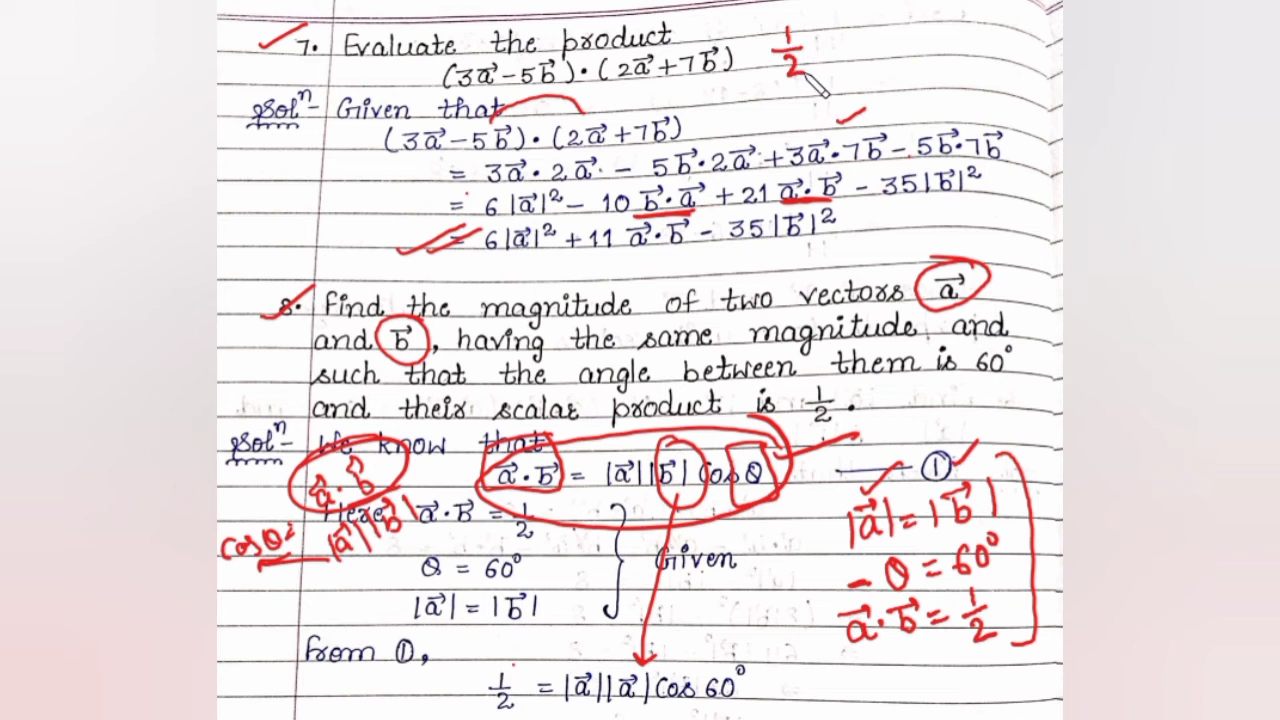 7. Evaluate the product
(3a⃗ - 5b⃗)·(2a⃗ + 7b⃗) 1/2
Solⁿ- Given that
(3a⃗ - 5b⃗)·(2a⃗ + 7b⃗)
= 3a⃗·2a⃗ - 5b⃗·2a⃗ + 3a⃗·7b⃗ - 5b⃗·7b⃗
= 6|a⃗|² - 10 b⃗·a⃗ + 21 a⃗·b⃗ - 35|b⃗|²
= 6|a⃗|² + 11 a⃗·b⃗ - 35|b⃗|²
8. Find the magnitude of two vectors a⃗
and b⃗, having the same magnitude and
such that the angle between them is 60°
and their scalar product is 1/2.
Solⁿ- We know that
a⃗·b⃗ = |a⃗||b⃗| cos θ —— ①
Here, a⃗·b⃗ = 1/2
θ = 60°
|a⃗| = |b⃗|
} Given
cos θ = a⃗·b⃗ / |a⃗||b⃗|
|a⃗| = |b⃗|
- θ = 60°
a⃗·b⃗ = 1/2
from ①,
1/2 = |a⃗||a⃗| cos 60°